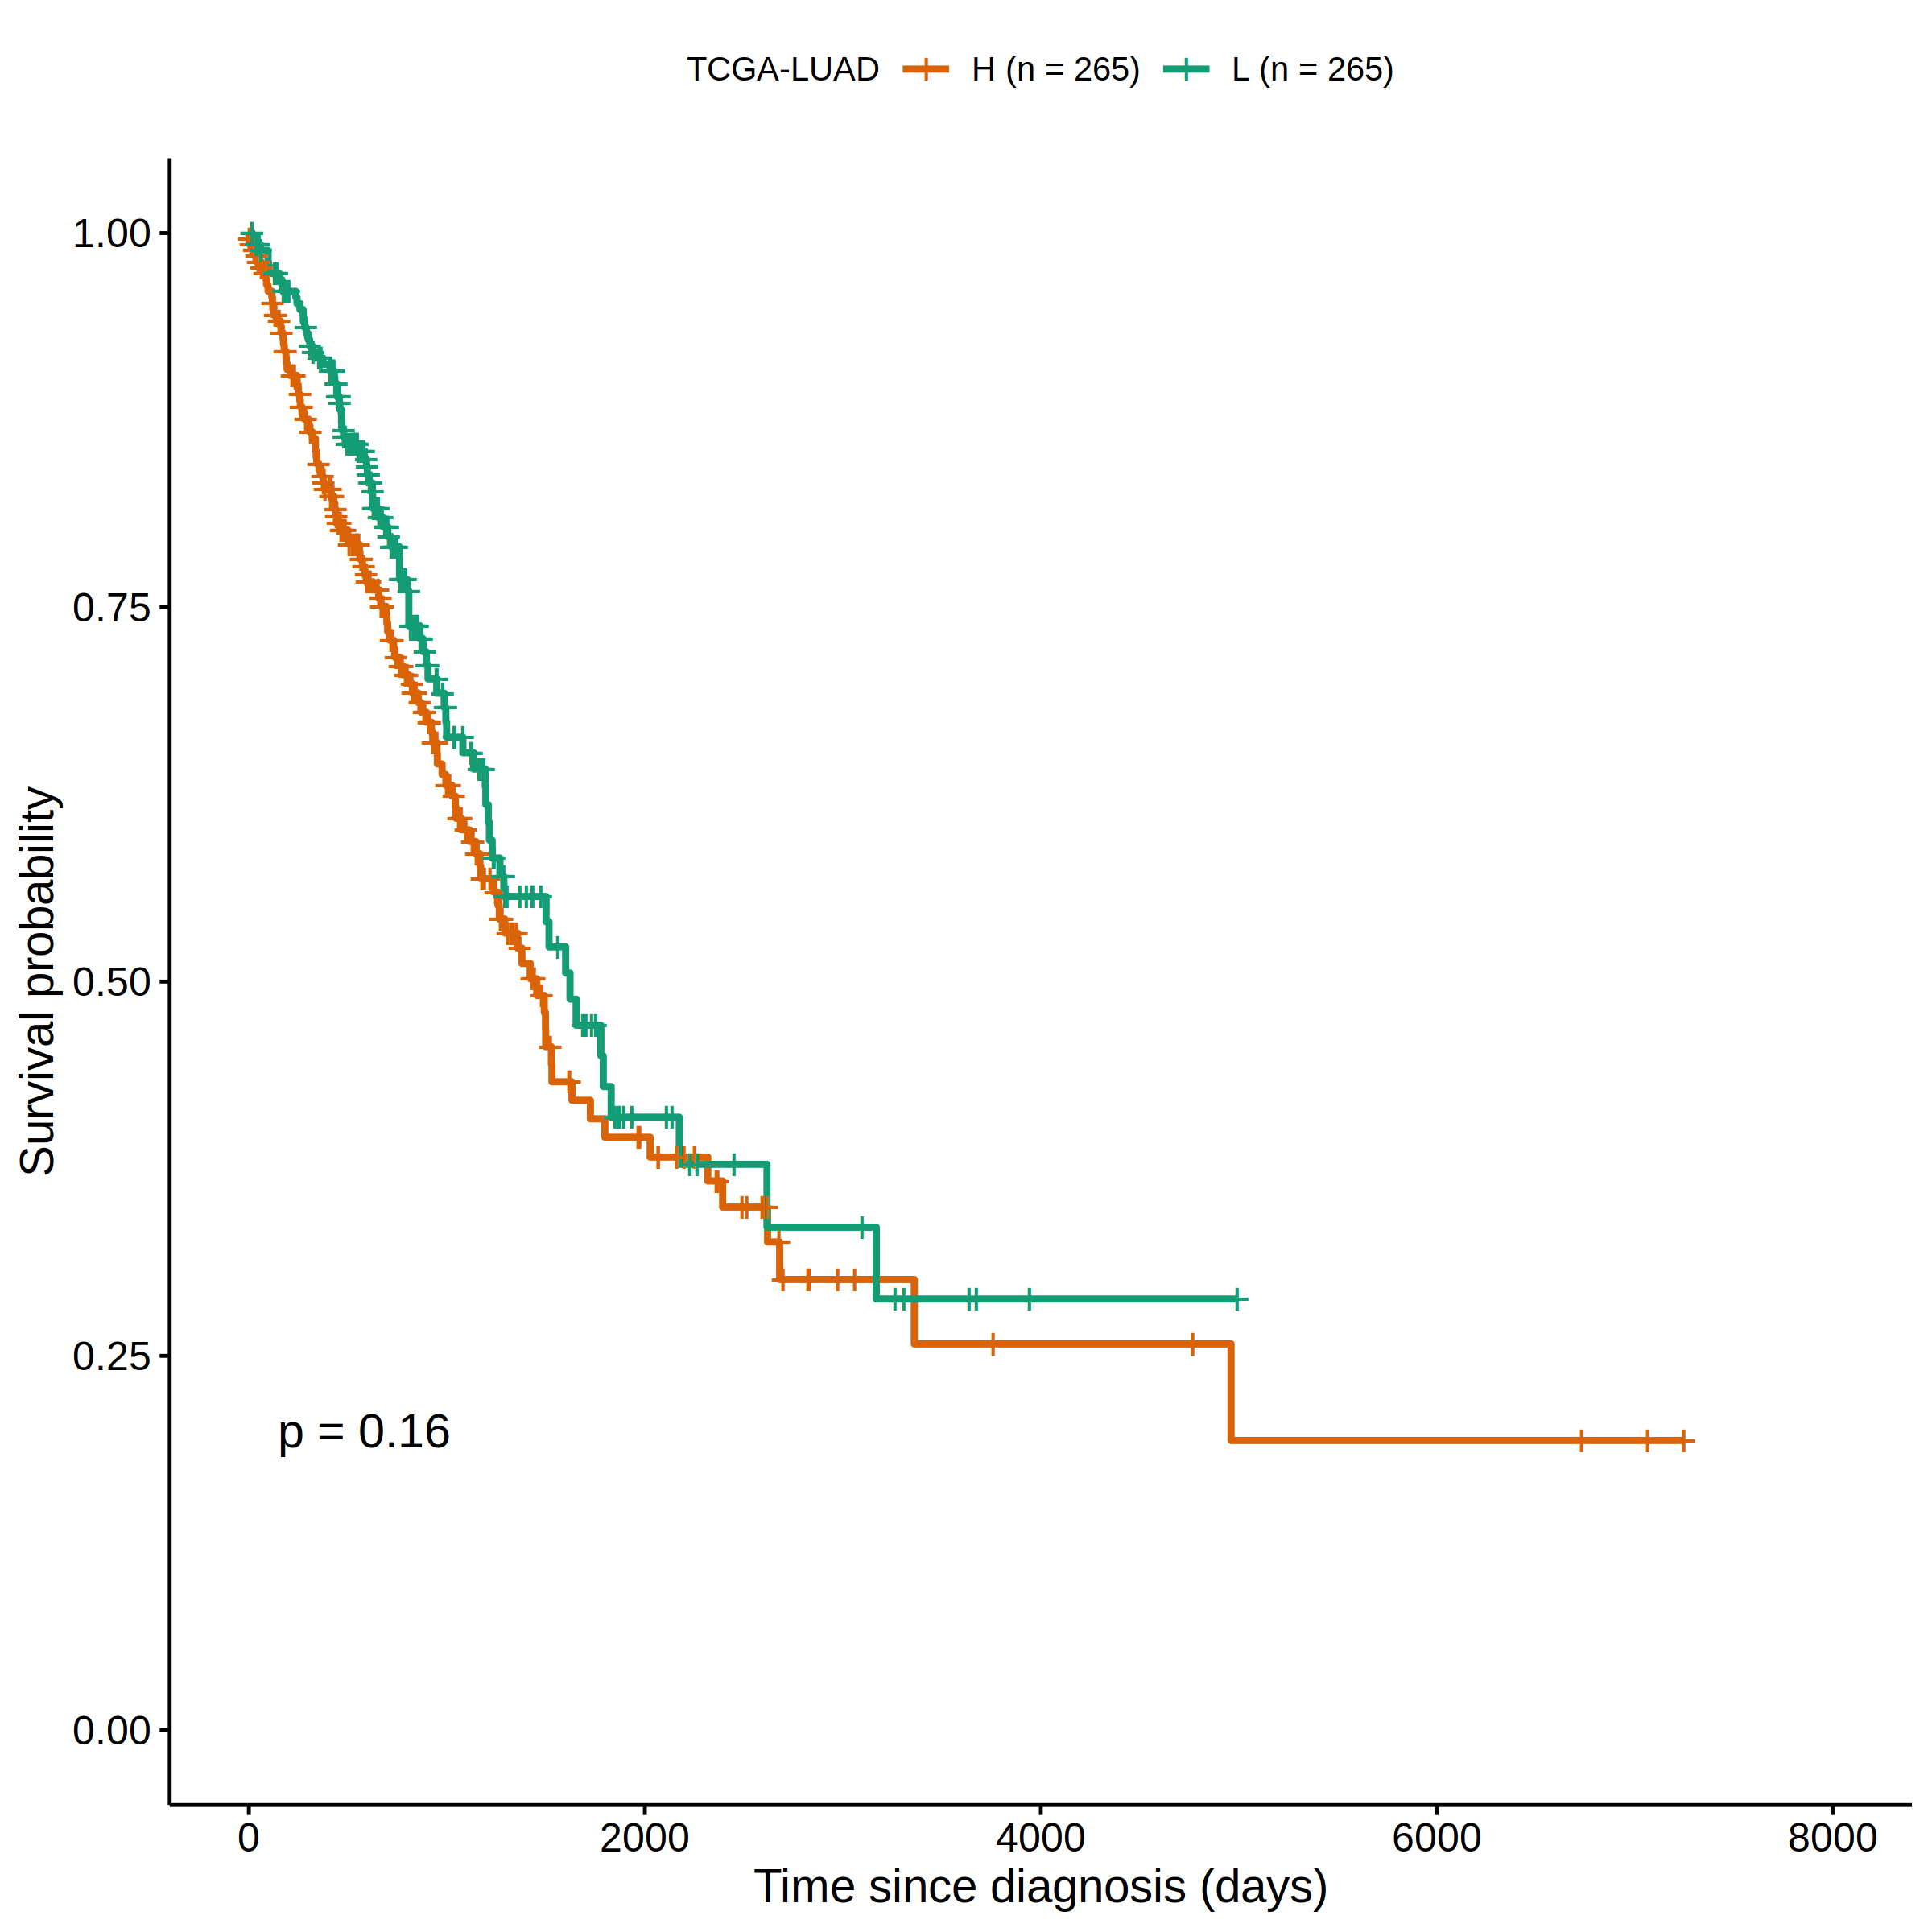 TCGA-LUAD H (n = 265) L (n = 265)
1.00
0.75
0.50
0.25
0.00
Survival probability
p = 0.16
0 2000 4000 6000 8000
Time since diagnosis (days)